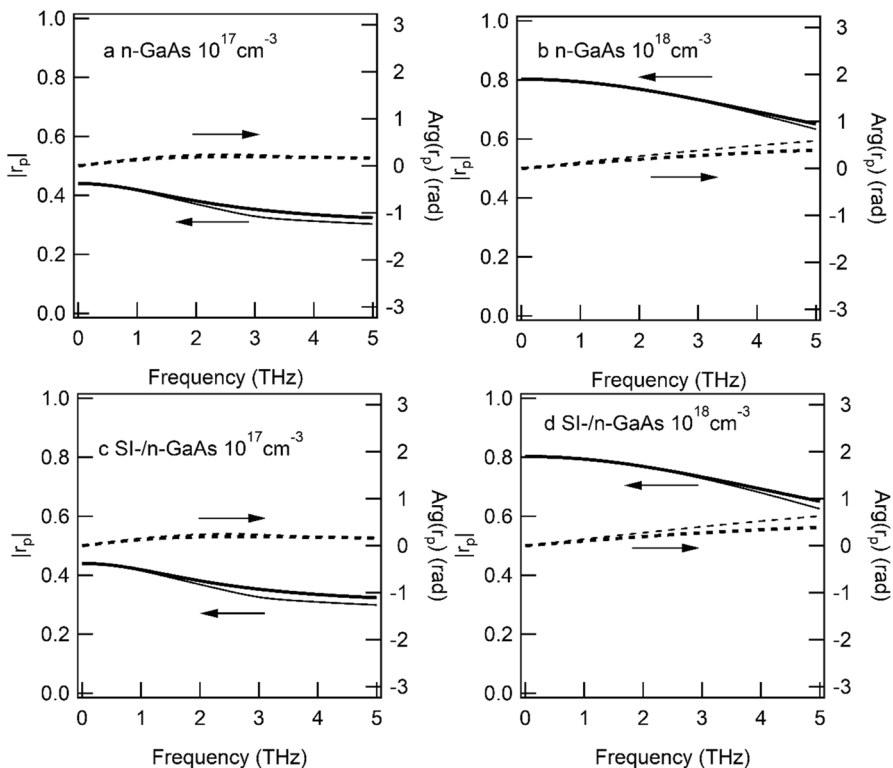 a n-GaAs 10¹⁷cm⁻³
1.0
0.8
0.6
0.4
0.2
0.0
|rₚ|
3
2
1
0
-1
-2
-3
Arg(rₚ) (rad)
0 1 2 3 4 5
Frequency (THz)
b n-GaAs 10¹⁸cm⁻³
1.0
0.8
0.6
0.4
0.2
0.0
|rₚ|
3
2
1
0
-1
-2
-3
Arg(rₚ) (rad)
0 1 2 3 4 5
Frequency (THz)
c SI-/n-GaAs 10¹⁷cm⁻³
1.0
0.8
0.6
0.4
0.2
0.0
|rₚ|
3
2
1
0
-1
-2
-3
Arg(rₚ) (rad)
0 1 2 3 4 5
Frequency (THz)
d SI-/n-GaAs 10¹⁸cm⁻³
1.0
0.8
0.6
0.4
0.2
0.0
|rₚ|
3
2
1
0
-1
-2
-3
Arg(rₚ) (rad)
0 1 2 3 4 5
Frequency (THz)